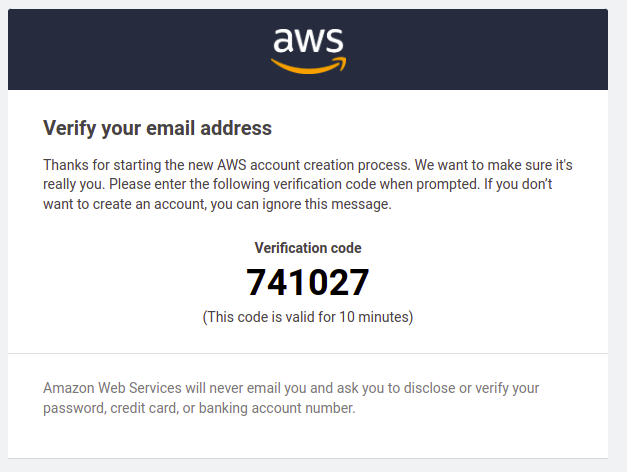 aws
Verify your email address
Thanks for starting the new AWS account creation process. We want to make sure it's
really you. Please enter the following verification code when prompted. If you don’t
want to create an account, you can ignore this message.
Verification code
741027
(This code is valid for 10 minutes)
Amazon Web Services will never email you and ask you to disclose or verify your
password, credit card, or banking account number.